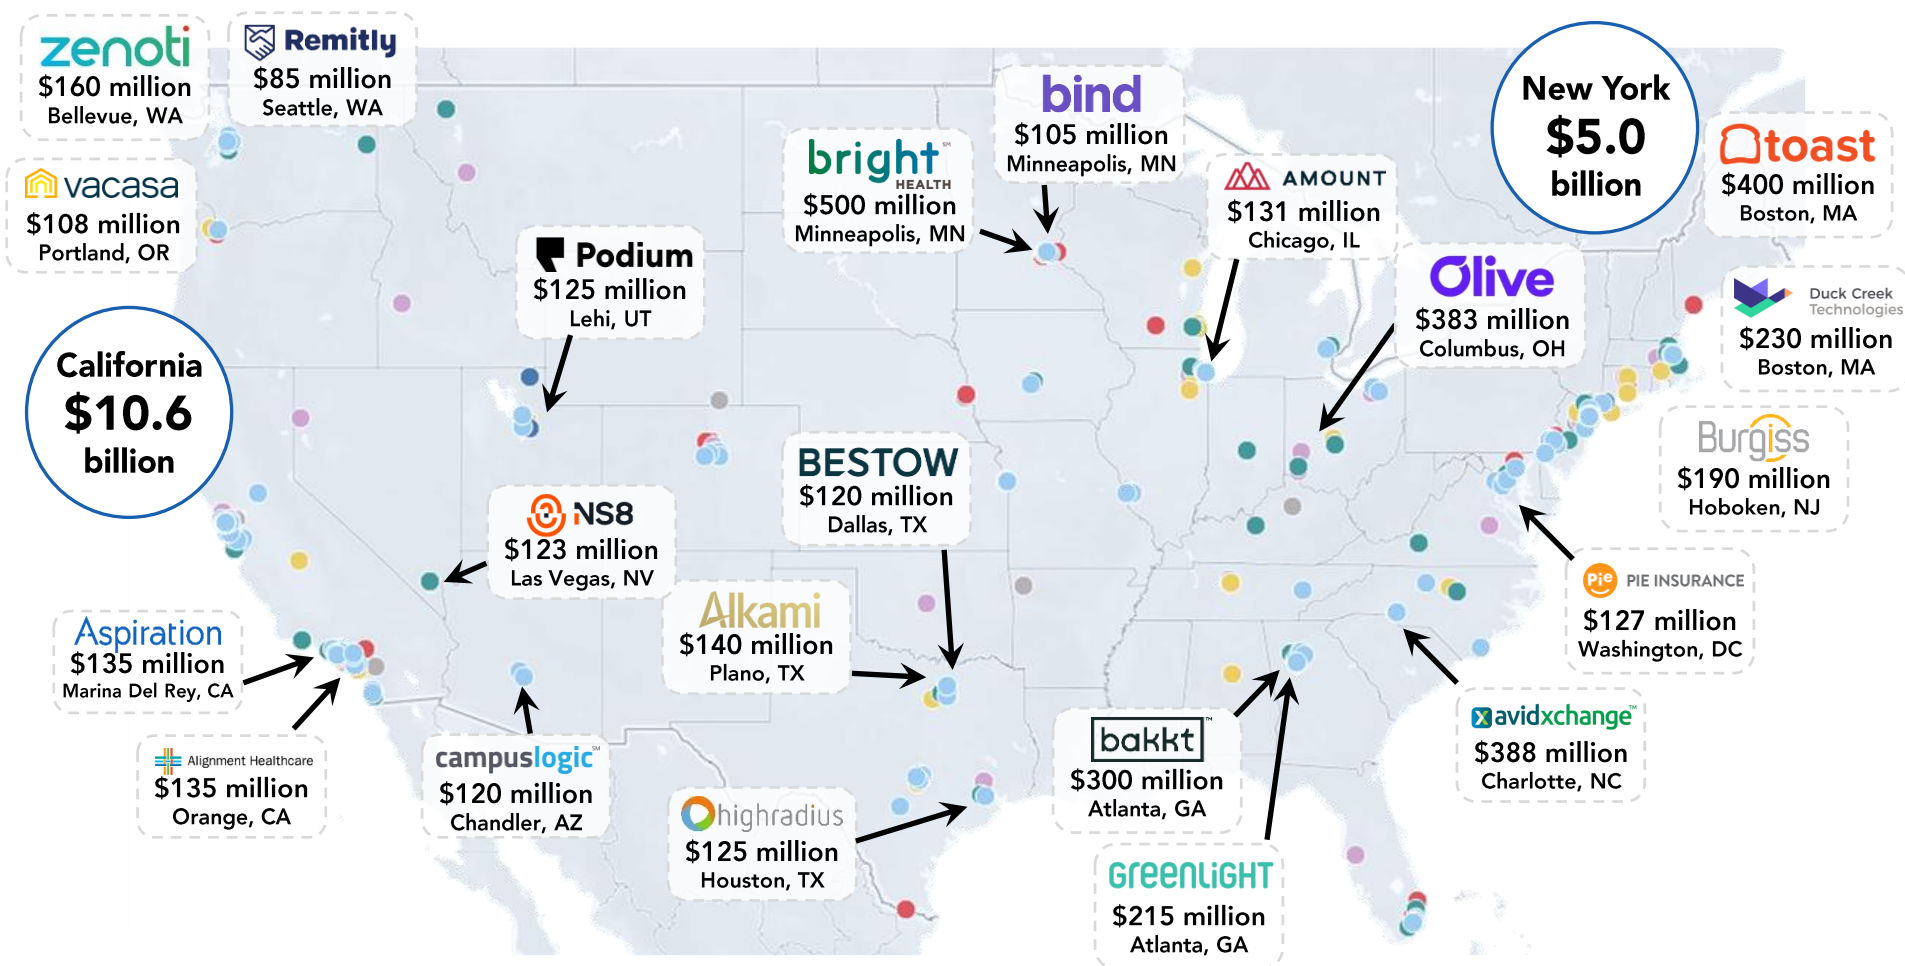 zenoti
$160 million
Bellevue, WA
Remitly
$85 million
Seattle, WA
vacasa
$108 million
Portland, OR
California
$10.6
billion
Podium
$125 million
Lehi, UT
bright℠
HEALTH
$500 million
Minneapolis, MN
bind
$105 million
Minneapolis, MN
AMOUNT
$131 million
Chicago, IL
New York
$5.0
billion
toast
$400 million
Boston, MA
Olive
$383 million
Columbus, OH
Duck Creek
Technologies
$230 million
Boston, MA
Burgiss
$190 million
Hoboken, NJ
BESTOW
$120 million
Dallas, TX
NS8
$123 million
Las Vegas, NV
Alkami
$140 million
Plano, TX
Pie PIE INSURANCE
$127 million
Washington, DC
Aspiration
$135 million
Marina Del Rey, CA
Alignment Healthcare
$135 million
Orange, CA
campuslogic℠
$120 million
Chandler, AZ
highradius
$125 million
Houston, TX
bakkt™
$300 million
Atlanta, GA
GREENLiGHT
$215 million
Atlanta, GA
x avidxchange™
$388 million
Charlotte, NC